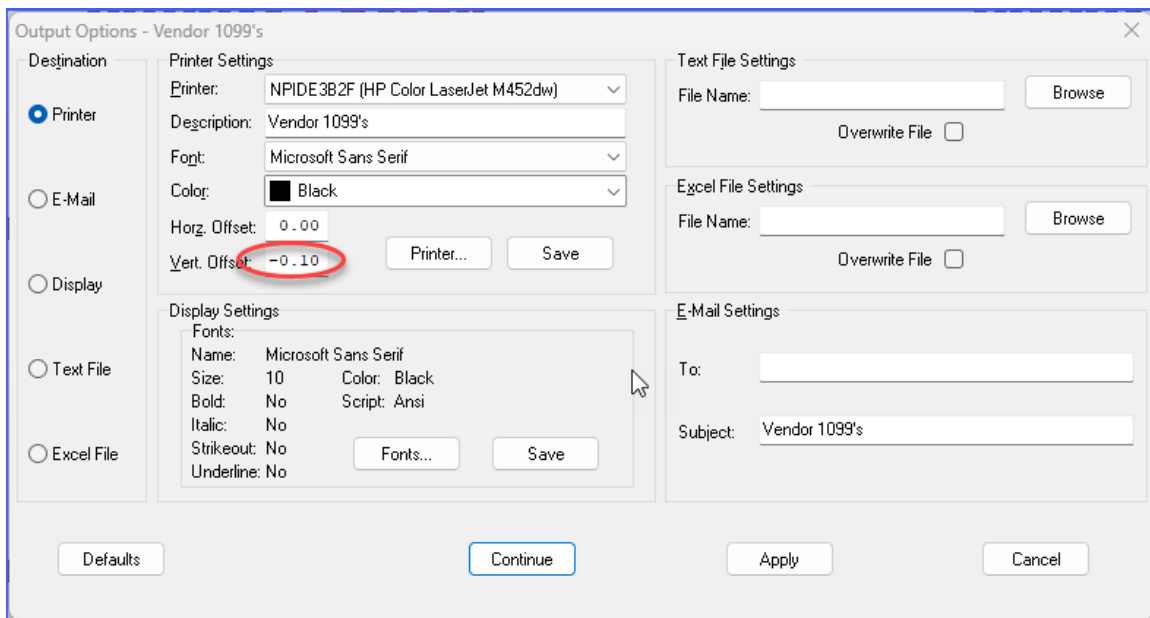 Output Options - Vendor 1099's
Destination
Printer
E-Mail
Display
Text File
Excel File
Printer Settings
Printer: NPIDE3B2F (HP Color LaserJet M452dw)
Description: Vendor 1099's
Font: Microsoft Sans Serif
Color: Black
Horz. Offset: 0.00
Vert. Offset: -0.10
Printer... Save
Display Settings
Fonts:
Name: Microsoft Sans Serif
Size: 10 Color: Black
Bold: No Script: Ansi
Italic: No
Strikeout: No
Underline: No
Fonts... Save
Text File Settings
File Name: Browse
Overwrite File
Excel File Settings
File Name: Browse
Overwrite File
E-Mail Settings
To:
Subject: Vendor 1099's
Defaults Continue Apply Cancel